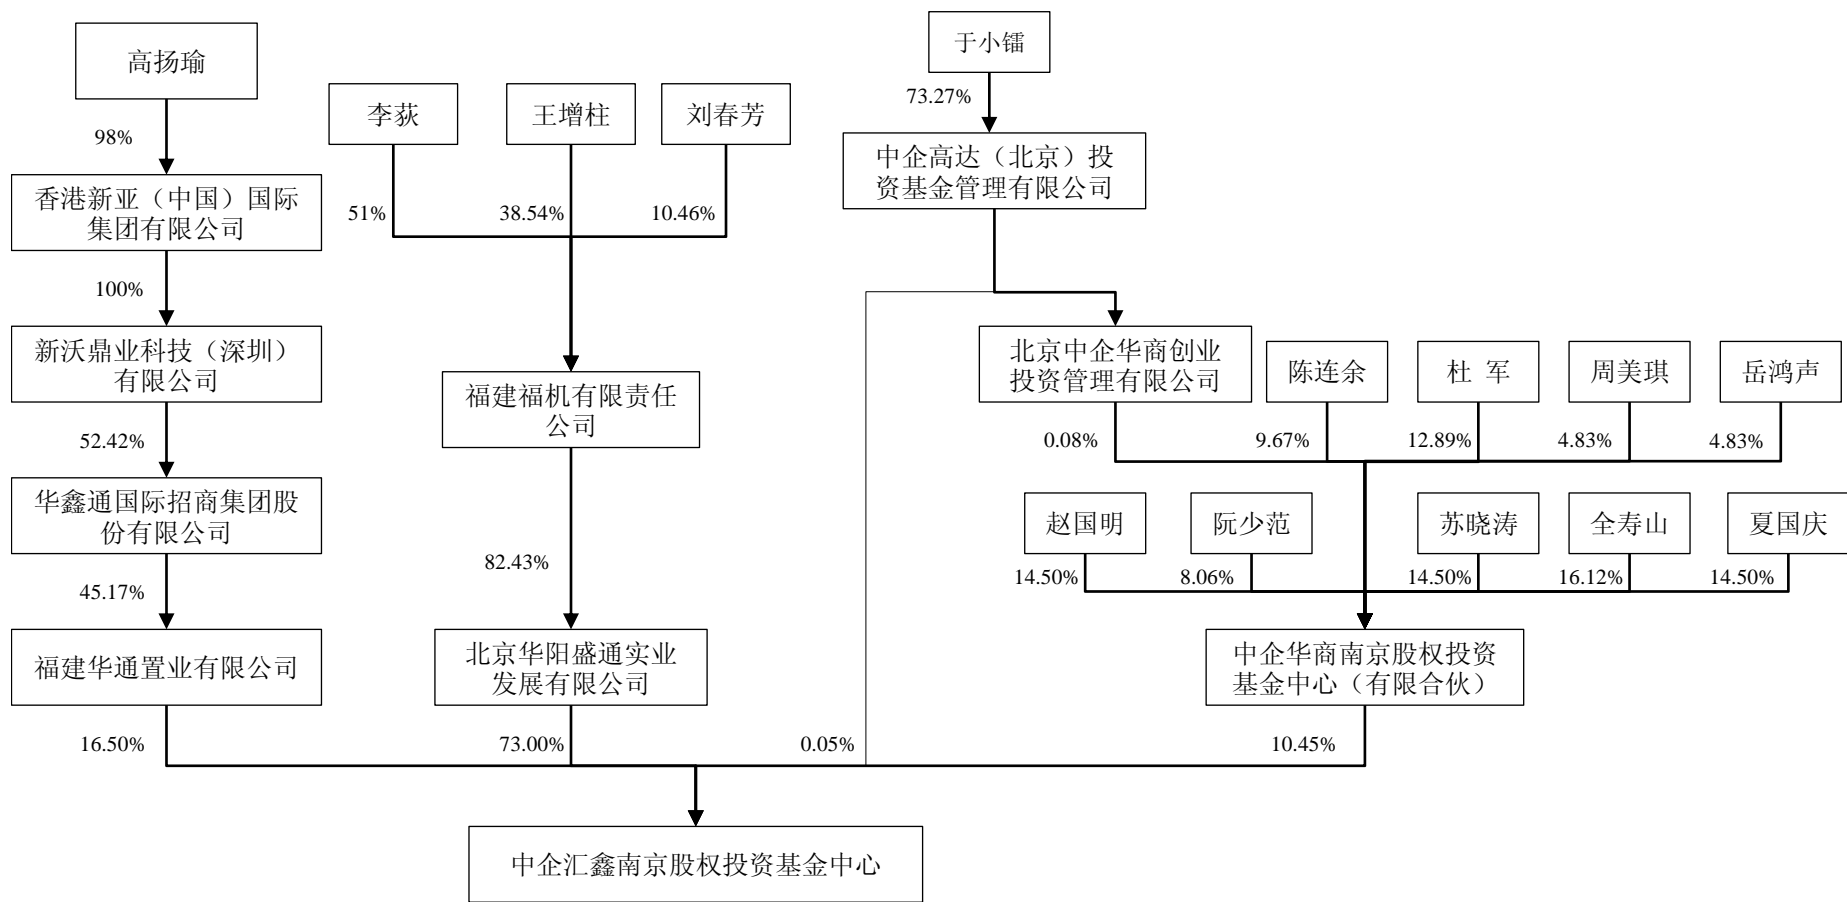 高扬瑜
于小镭
李荻
王增柱
刘春芳
98%
73.27%
香港新亚（中国）国际
集团有限公司
51%
38.54%
10.46%
中企高达（北京）投
资基金管理有限公司
100%
新沃鼎业科技（深圳）
有限公司
福建福机有限责任
公司
北京中企华商创业
投资管理有限公司
陈连余
杜 军
周美琪
岳鸿声
52.42%
0.08%
9.67%
12.89%
4.83%
4.83%
华鑫通国际招商集团股
份有限公司
赵国明
阮少范
苏晓涛
全寿山
夏国庆
45.17%
82.43%
14.50%
8.06%
14.50%
16.12%
14.50%
福建华通置业有限公司
北京华阳盛通实业
发展有限公司
中企华商南京股权投资
基金中心（有限合伙）
16.50%
73.00%
0.05%
10.45%
中企汇鑫南京股权投资基金中心